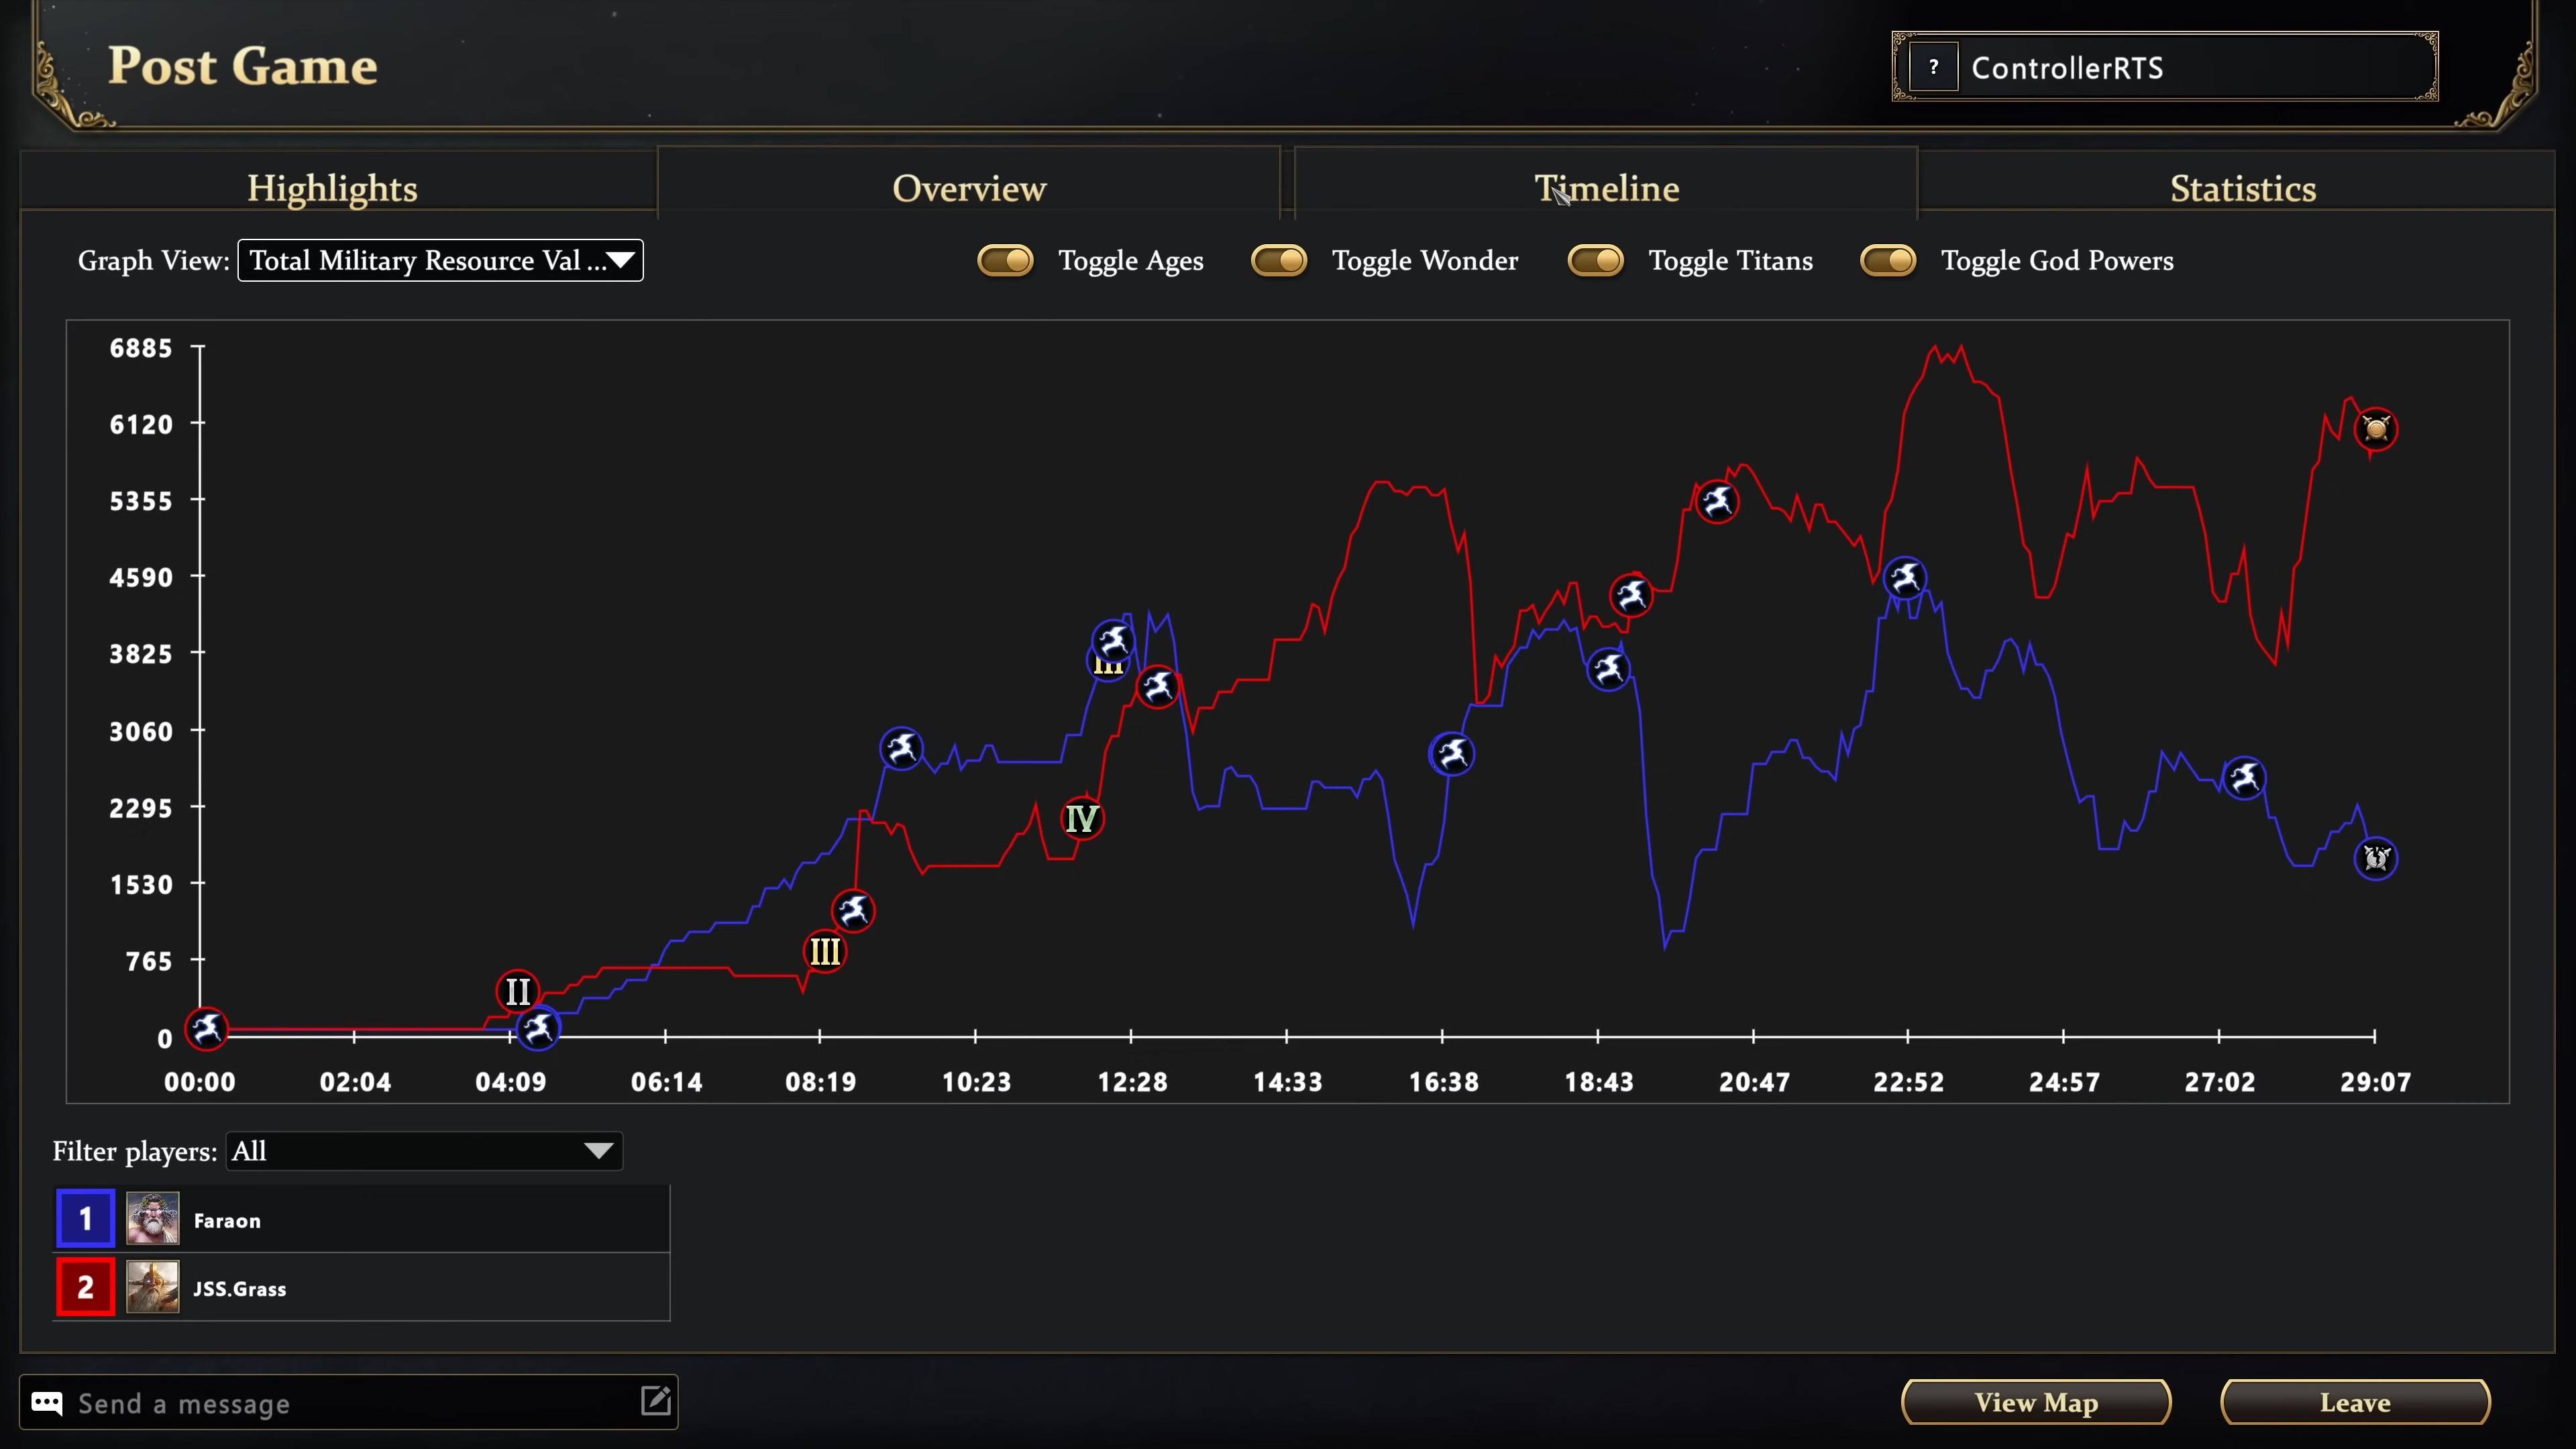 Post Game
? ControllerRTS
Highlights Overview Timeline Statistics
Graph View: Total Military Resource Val ... Toggle Ages Toggle Wonder Toggle Titans Toggle God Powers
6885
6120
5355
4590
3825
3060
2295
1530
765
0
III
IV
III
II
00:00 02:04 04:09 06:14 08:19 10:23 12:28 14:33 16:38 18:43 20:47 22:52 24:57 27:02 29:07
Filter players: All
1 Faraon
2 JSS.Grass
Send a message
View Map Leave